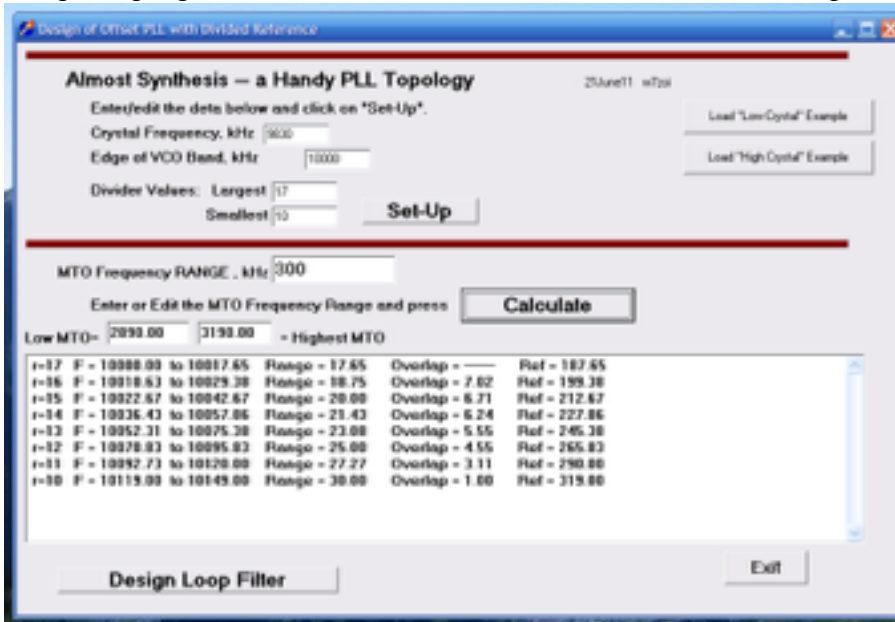 Design of Offset PLL with Divided Reference
Almost Synthesis -- a Handy PLL Topology
21June11 w7zoi
Enter/edit the data below and click on "Set-Up".
Load "Low Crystal" Example
Crystal Frequency, kHz 9830
Edge of VCO Band, kHz 10000
Load "High Crystal" Example
Divider Values: Largest 17
Smallest 10
Set-Up
MTO Frequency RANGE , kHz 300
Enter or Edit the MTO Frequency Range and press
Calculate
Low MTO= 2890.00 3190.00 = Highest MTO
r=17 F = 10000.00 to 10017.65 Range = 17.65 Overlap = ---- Ref = 187.65
r=16 F = 10010.63 to 10029.38 Range = 18.75 Overlap = 7.02 Ref = 199.38
r=15 F = 10022.67 to 10042.67 Range = 20.00 Overlap = 6.71 Ref = 212.67
r=14 F = 10036.43 to 10057.86 Range = 21.43 Overlap = 6.24 Ref = 227.86
r=13 F = 10052.31 to 10075.38 Range = 23.08 Overlap = 5.55 Ref = 245.38
r=12 F = 10070.83 to 10095.83 Range = 25.00 Overlap = 4.55 Ref = 265.83
r=11 F = 10092.73 to 10120.00 Range = 27.27 Overlap = 3.11 Ref = 290.00
r=10 F = 10119.00 to 10149.00 Range = 30.00 Overlap = 1.00 Ref = 319.00
Design Loop Filter
Exit